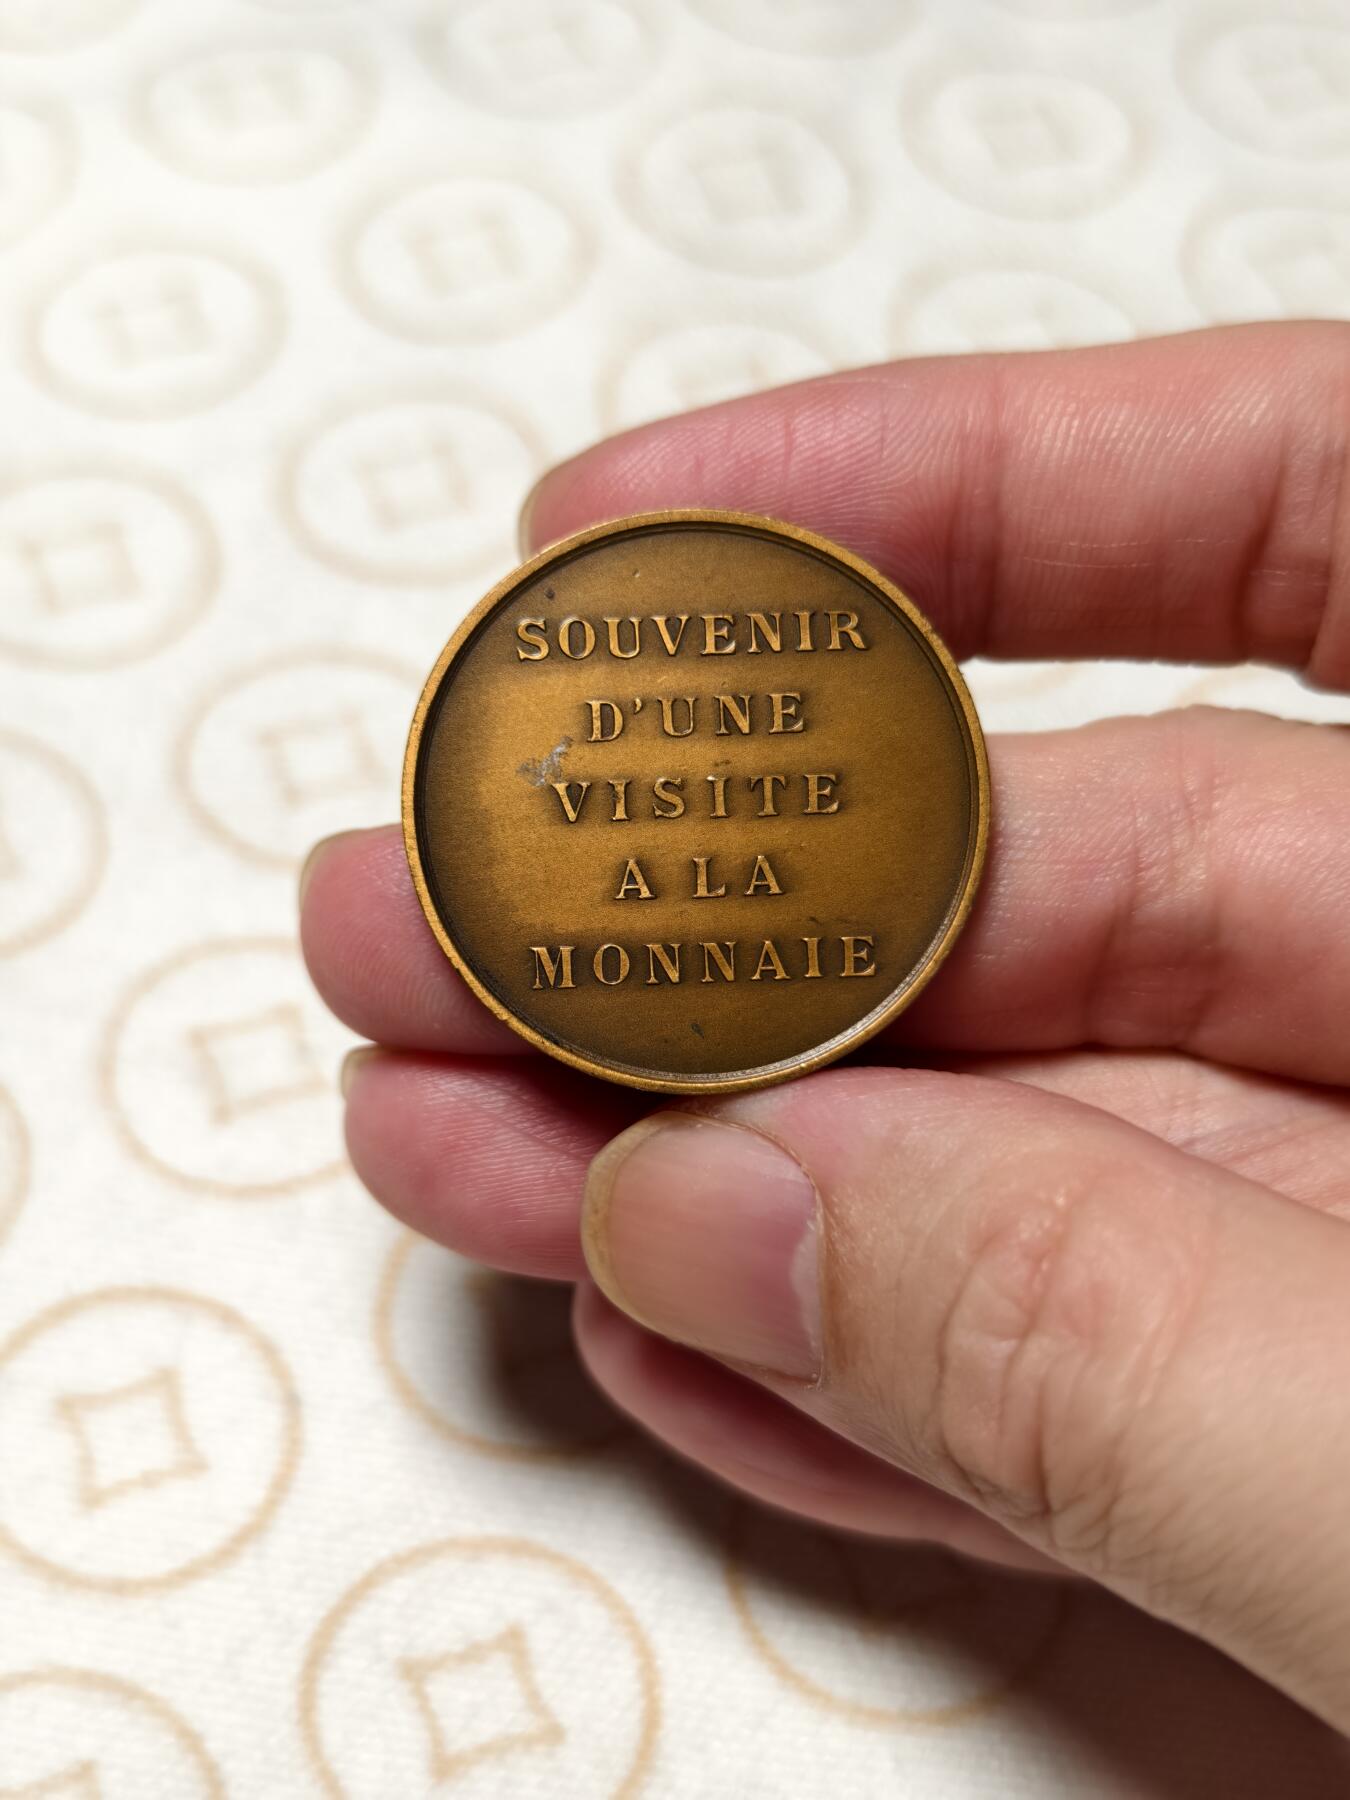 SOUVENIR
D'UNE
VISITE
A LA
MONNAIE